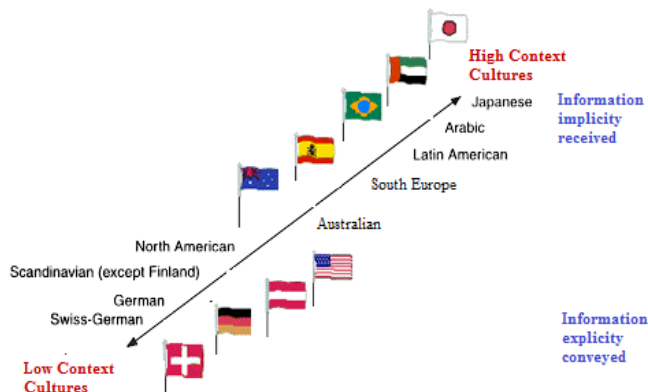 High Context
Cultures
Japanese
Information
implicity
received
Arabic
Latin American
South Europe
Australian
North American
Scandinavian (except Finland)
German
Swiss-German
Information
explicity
conveyed
Low Context
Cultures